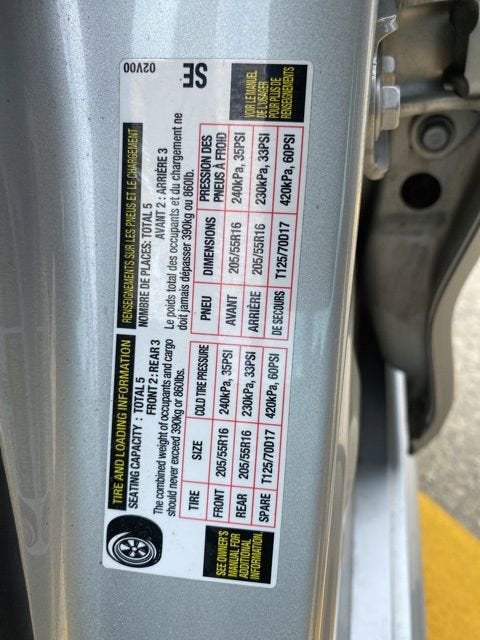 TIRE AND LOADING INFORMATION
SEATING CAPACITY : TOTAL 5
FRONT 2 : REAR 3
The combined weight of occupants and cargo
should never exceed 390kg or 860lbs.
TIRE SIZE COLD TIRE PRESSURE
FRONT 205/55R16 240kPa, 35PSI
REAR 205/55R16 230kPa, 33PSI
SPARE T125/70D17 420kPa, 60PSI
SEE OWNER'S
MANUAL FOR
ADDITIONAL
INFORMATION.
RENSEIGNEMENTS SUR LES PNEUS ET LE CHARGEMENT
NOMBRE DE PLACES: TOTAL 5
AVANT 2 : ARRIÈRE 3
Le poids total des occupants et du chargement ne
doit jamais dépasser 390kg ou 860lb.
PNEU DIMENSIONS PRESSION DES
PNEUS À FROID
AVANT 205/55R16 240kPa, 35PSI
ARRIÈRE 205/55R16 230kPa, 33PSI
DE SECOURS T125/70D17 420kPa, 60PSI
02V00
SE
VOIR LE MANUEL
DE L'USAGER
POUR PLUS DE
RENSEIGNEMENTS